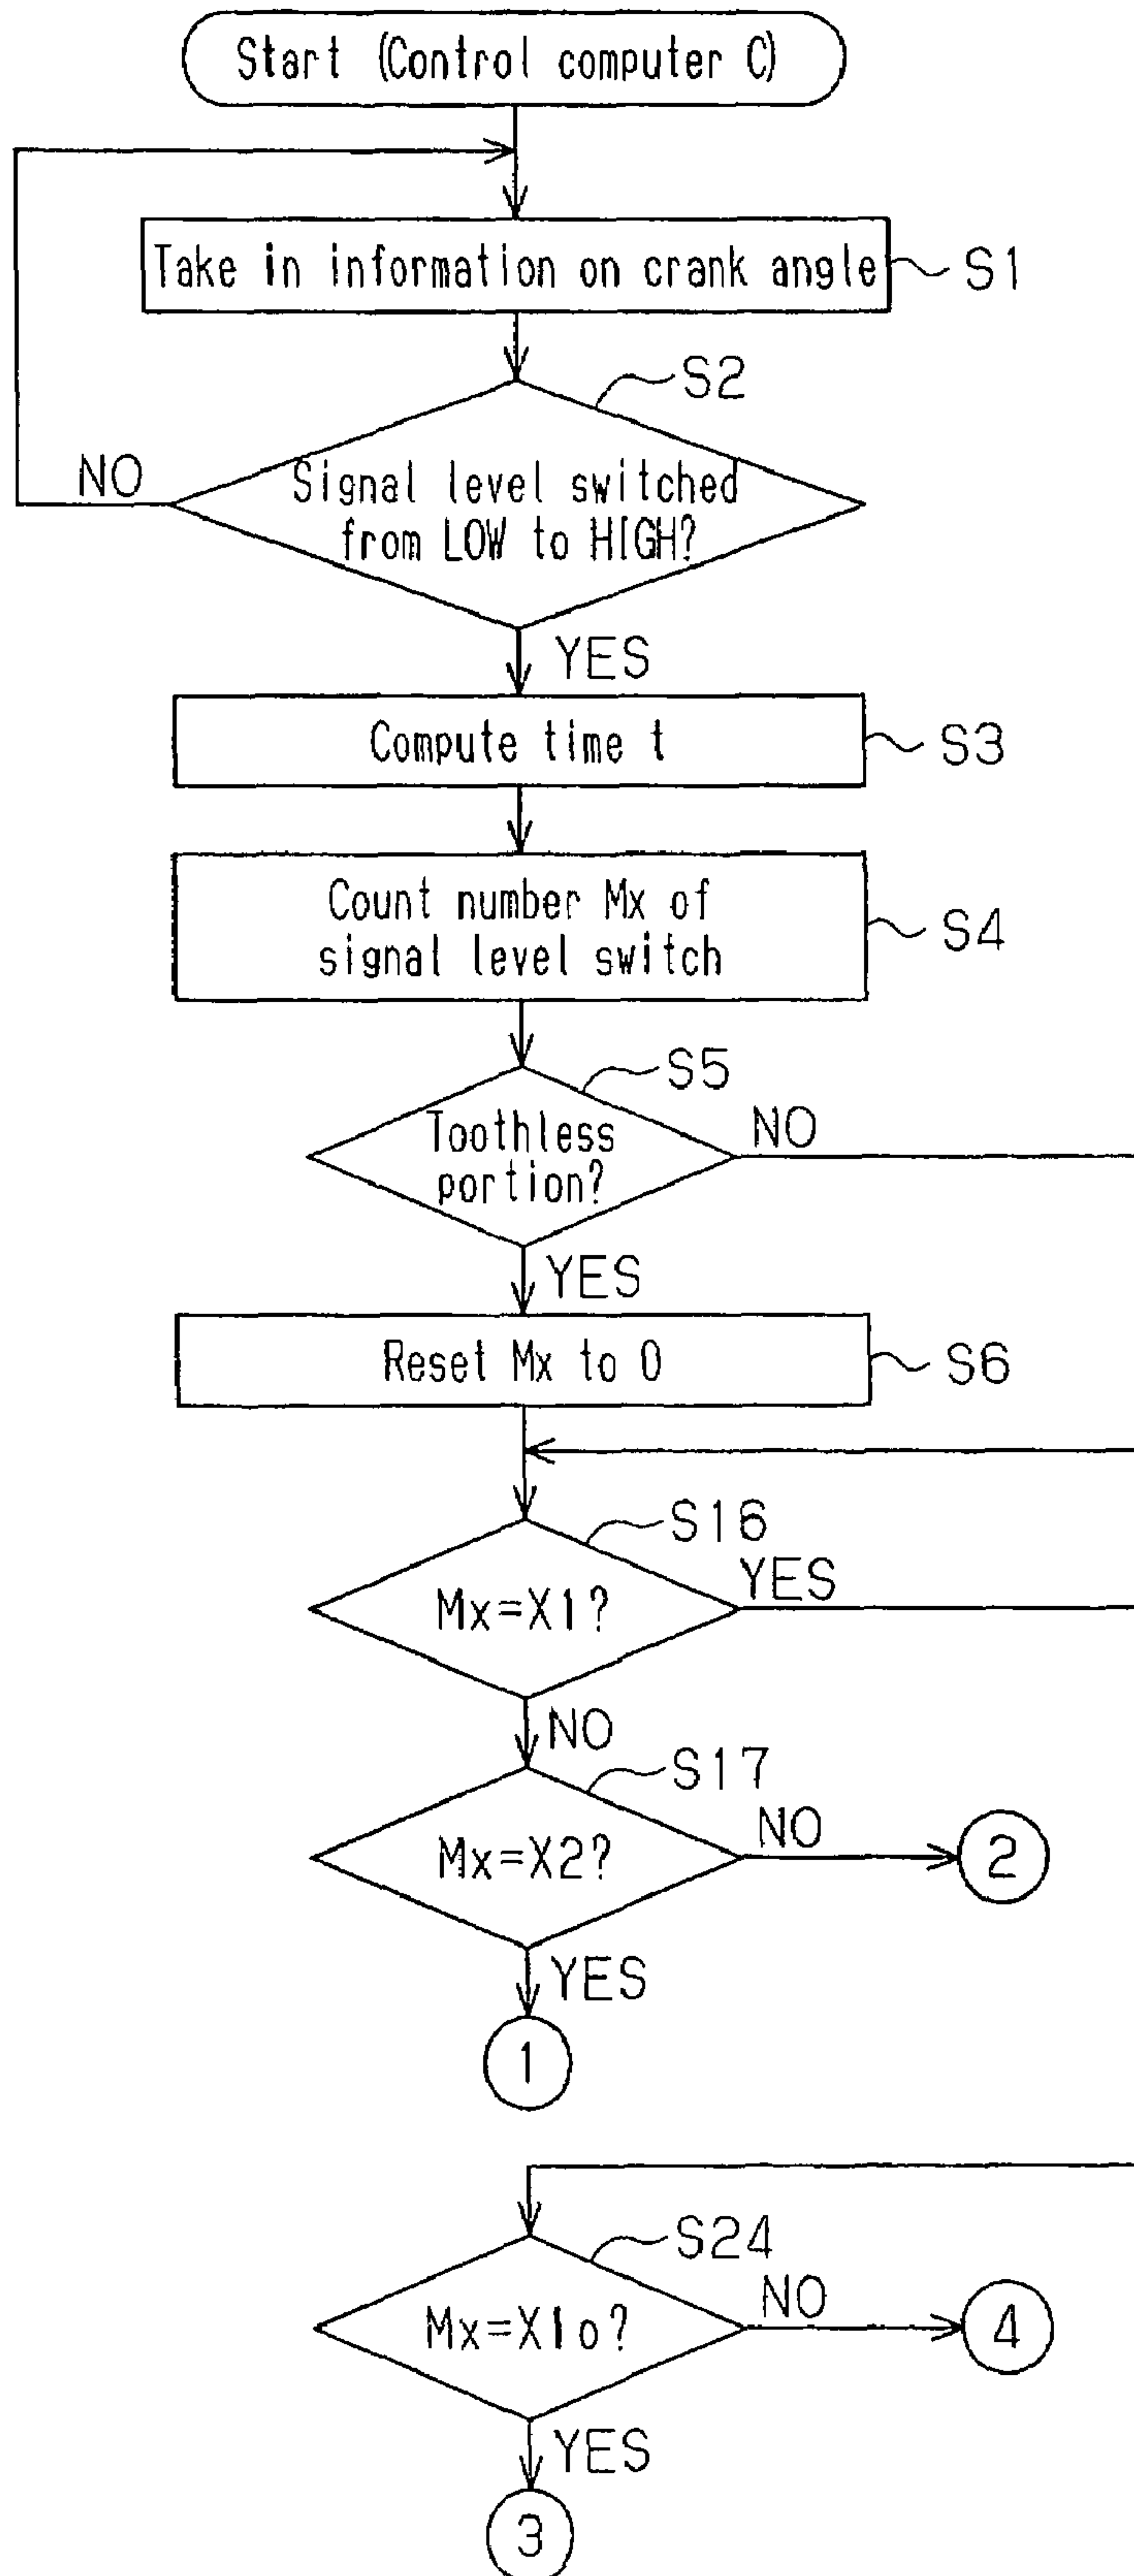 Start (Control computer C)
Take in information on crank angle
S1
S2
NO
Signal level switched
from LOW to HIGH?
YES
Compute time t
S3
Count number Mx of
signal level switch
S4
S5
Toothless
portion?
NO
YES
Reset Mx to 0
S6
S16
Mx=X1?
YES
NO
S17
Mx=X2?
NO
2
YES
1
S24
Mx=X1o?
NO
4
YES
3